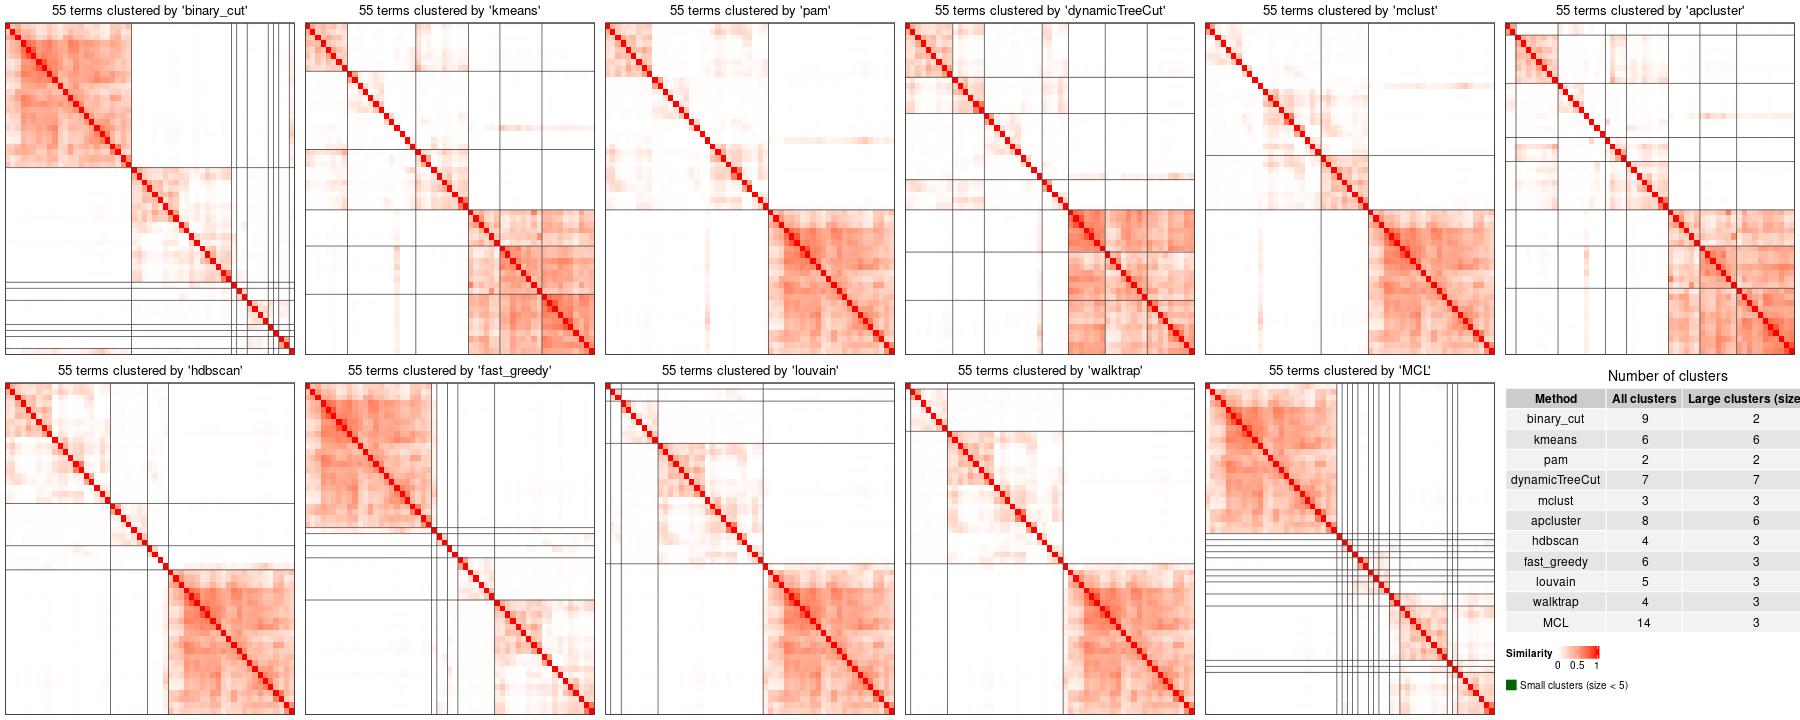 55 terms clustered by 'binary_cut'
55 terms clustered by 'kmeans'
55 terms clustered by 'pam'
55 terms clustered by 'dynamicTreeCut'
55 terms clustered by 'mclust'
55 terms clustered by 'apcluster'
55 terms clustered by 'hdbscan'
55 terms clustered by 'fast_greedy'
55 terms clustered by 'louvain'
55 terms clustered by 'walktrap'
55 terms clustered by 'MCL'
Number of clusters
Method All clusters Large clusters (size
binary_cut 9 2
kmeans 6 6
pam 2 2
dynamicTreeCut 7 7
mclust 3 3
apcluster 8 6
hdbscan 4 3
fast_greedy 6 3
louvain 5 3
walktrap 4 3
MCL 14 3
Similarity
0 0.5 1
Small clusters (size < 5)